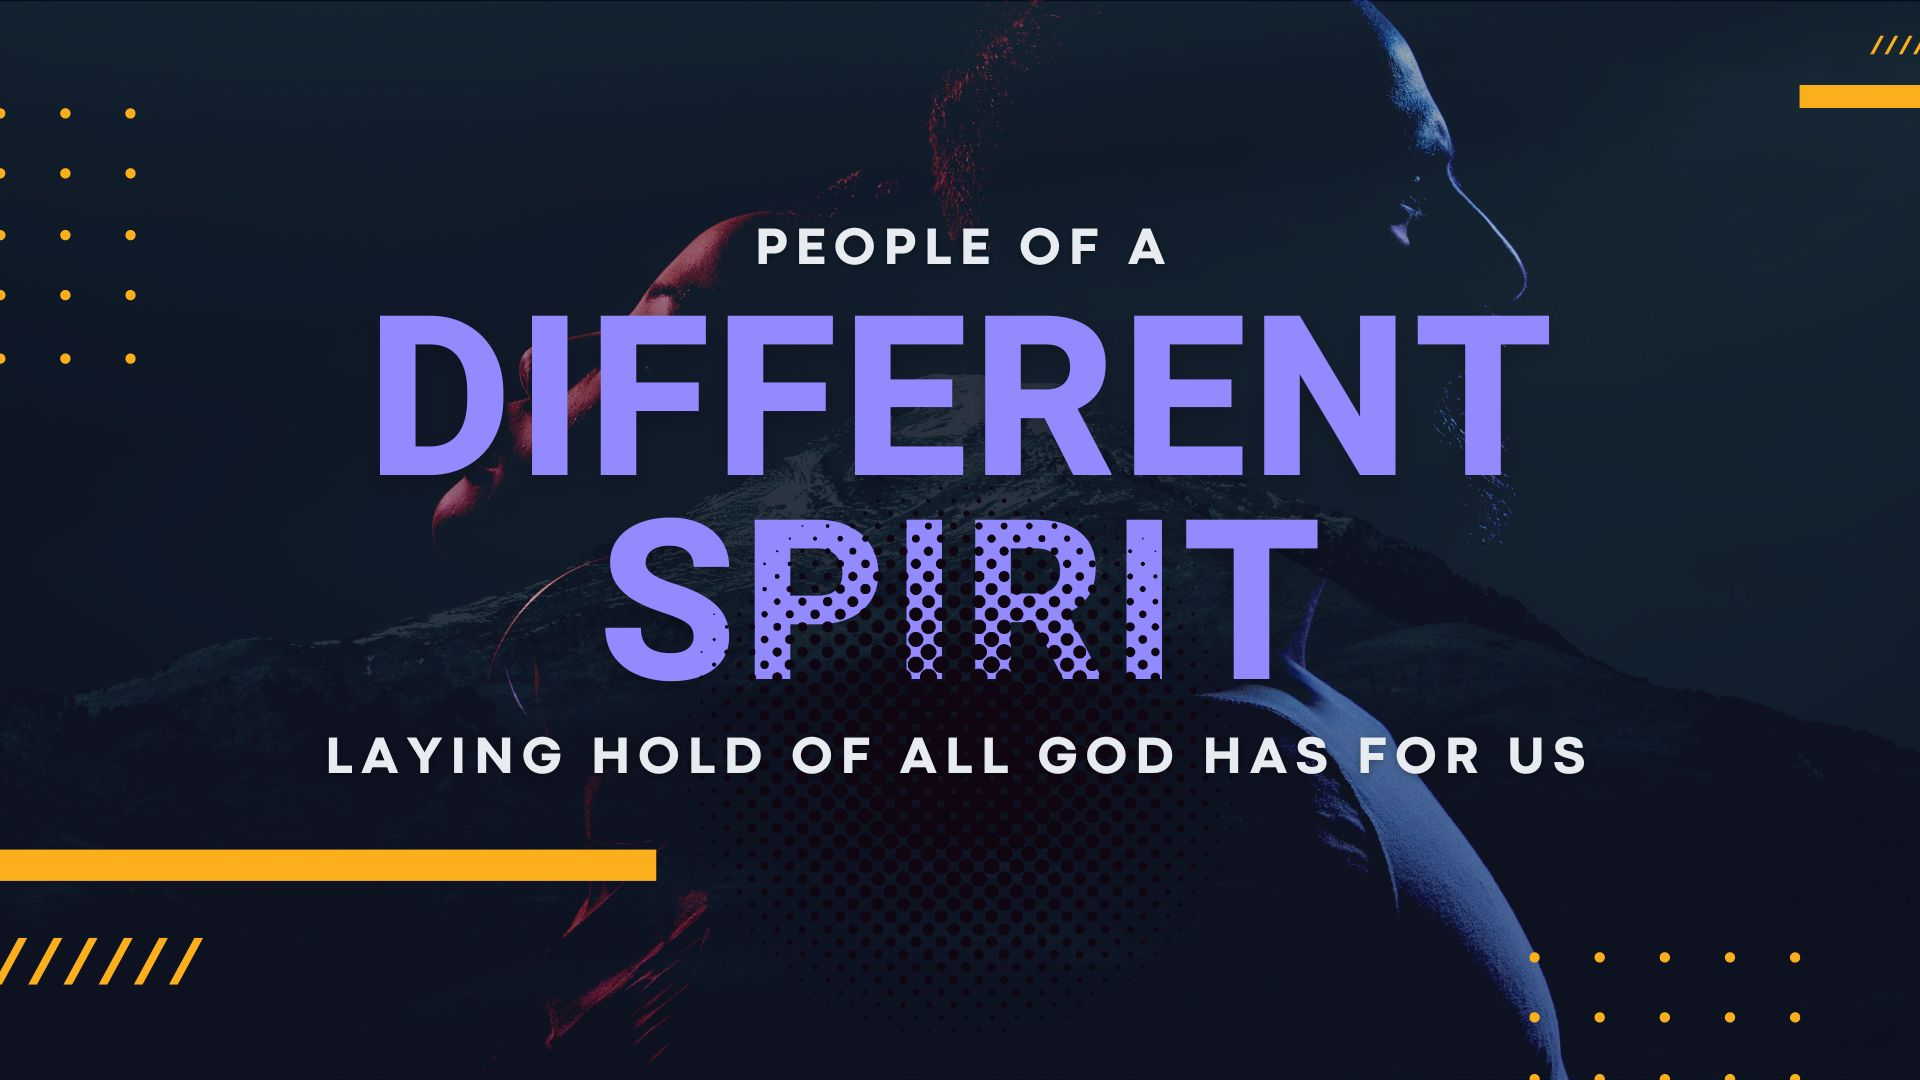 PEOPLE OF A
DIFFERENT
SPIRIT
LAYING HOLD OF ALL GOD HAS FOR US